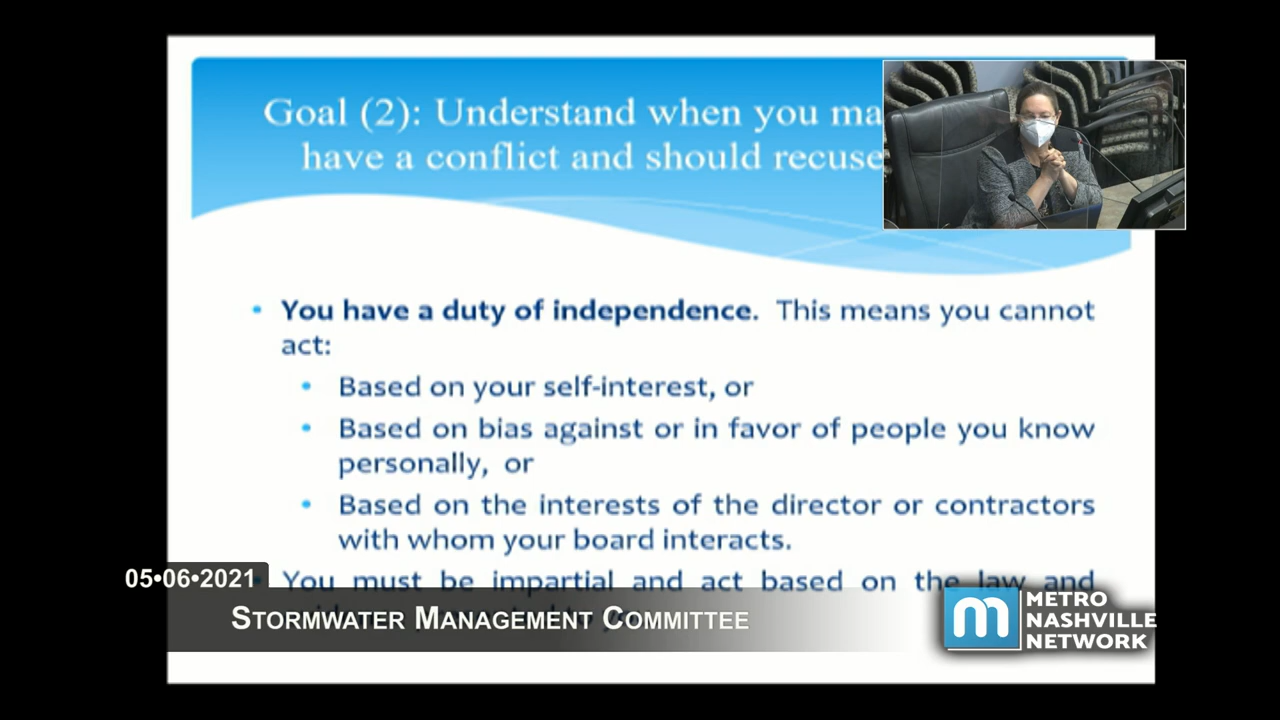 Goal (2): Understand when you ma
have a conflict and should recuse
• You have a duty of independence. This means you cannot
act:
• Based on your self-interest, or
• Based on bias against or in favor of people you know
personally, or
• Based on the interests of the director or contractors
with whom your board interacts.
05•06•2021
• You must be impartial and act based on the law and
STORMWATER MANAGEMENT COMMITTEE
m METRO
NASHVILLE
NETWORK